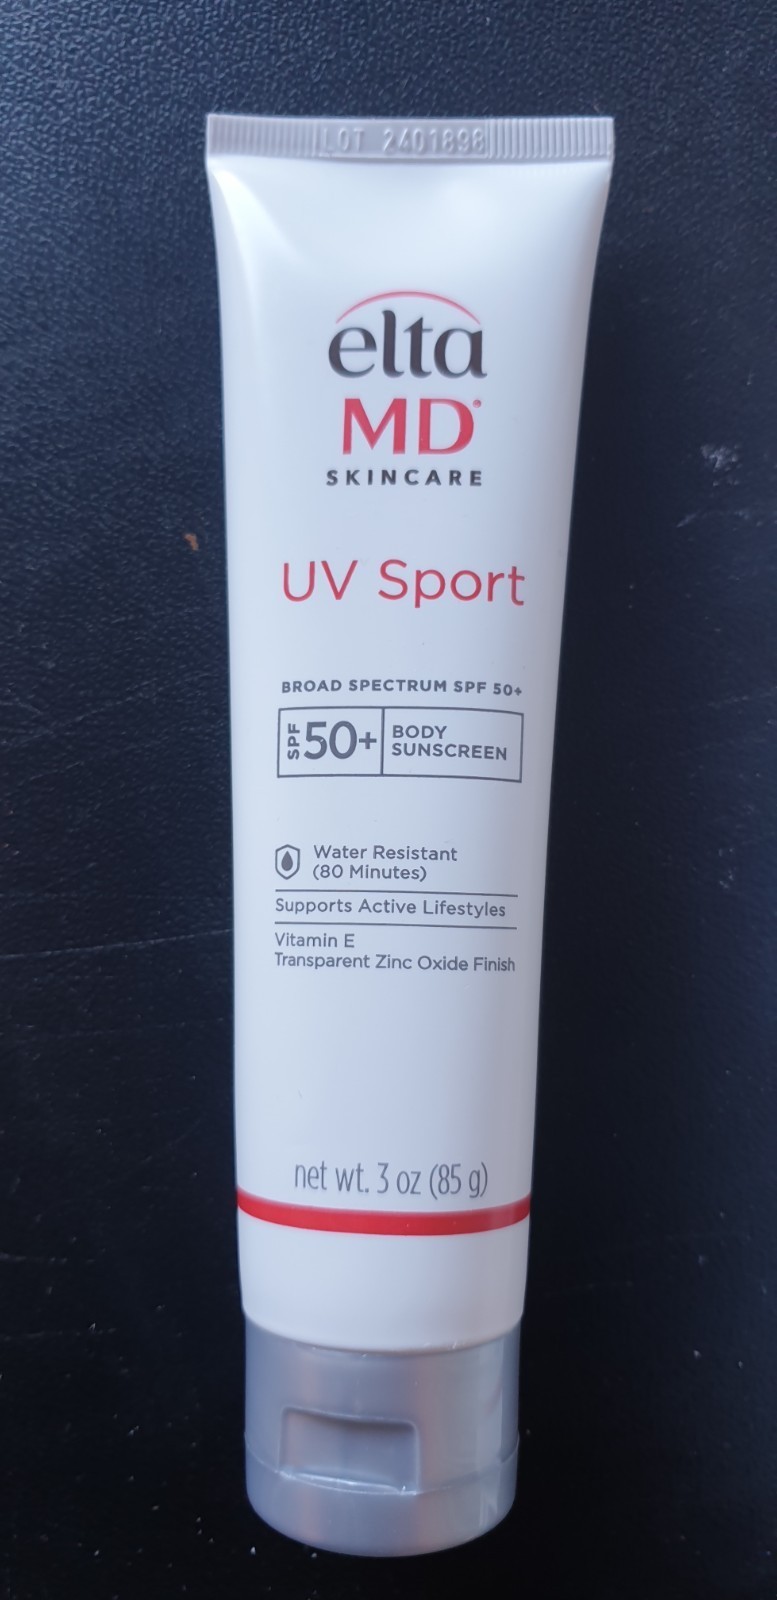 LOT 2401898
elta
MD®
SKINCARE
UV Sport
BROAD SPECTRUM SPF 50+
SPF 50+ BODY
SUNSCREEN
Water Resistant
(80 Minutes)
Supports Active Lifestyles
Vitamin E
Transparent Zinc Oxide Finish
net wt. 3 oz (85 g)